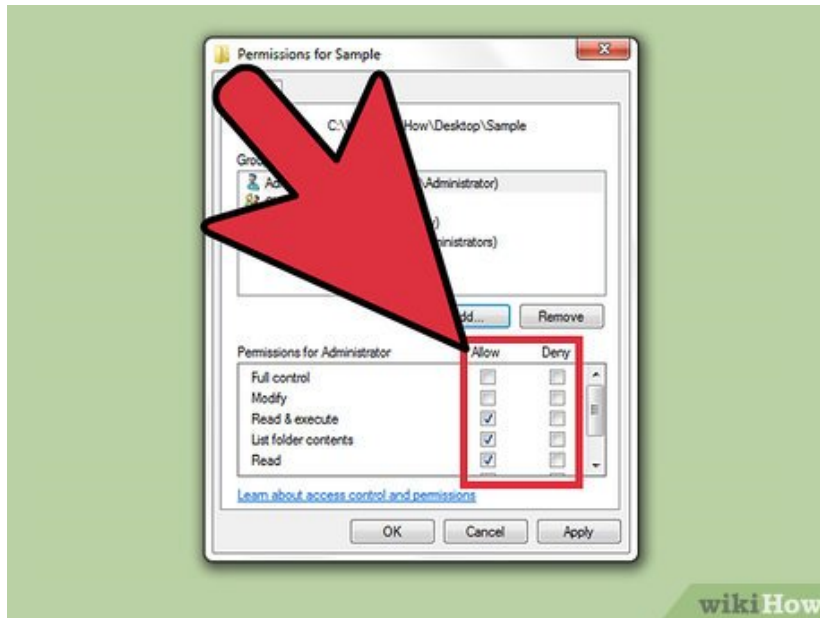 Permissions for Sample
How\Desktop\Sample
\Administrator)
Add...
Remove
Permissions for Administrator
Allow
Deny
Full control
Modify
Read & execute
List folder contents
Read
Learn about access control and permissions
OK
Cancel
Apply
wikiHow